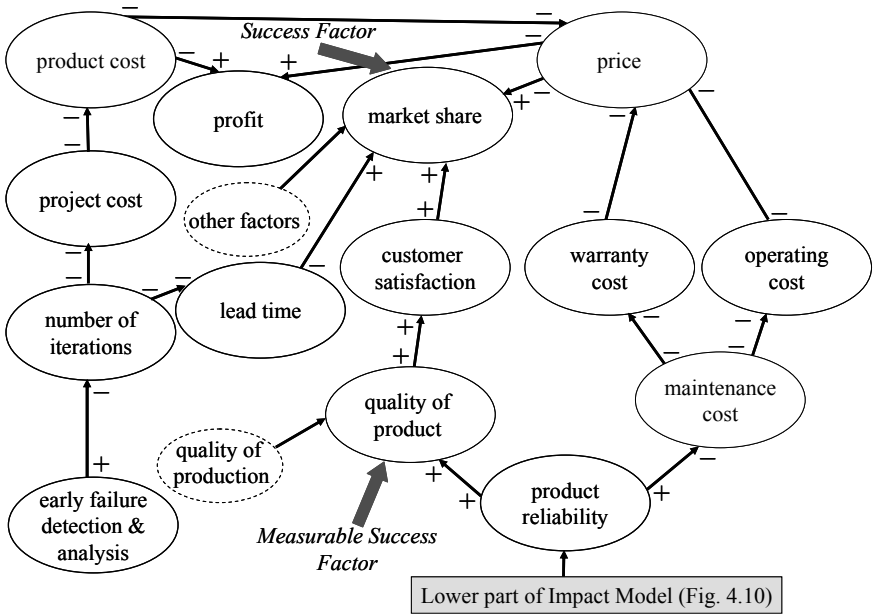 Success Factor
product cost
price
profit
market share
project cost
other factors
customer
satisfaction
warranty
cost
operating
cost
number of
iterations
lead time
maintenance
cost
quality of
product
quality of
production
early failure
detection &
analysis
product
reliability
Measurable Success
Factor
Lower part of Impact Model (Fig. 4.10)